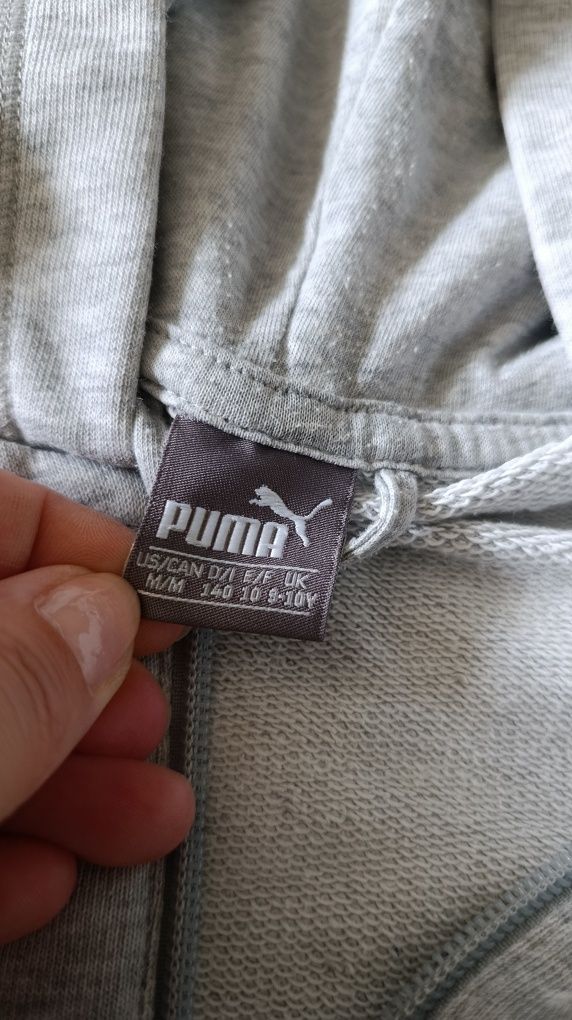 PUMA
US/CAN D/I E/F UK
M/M 140 10 9-10Y